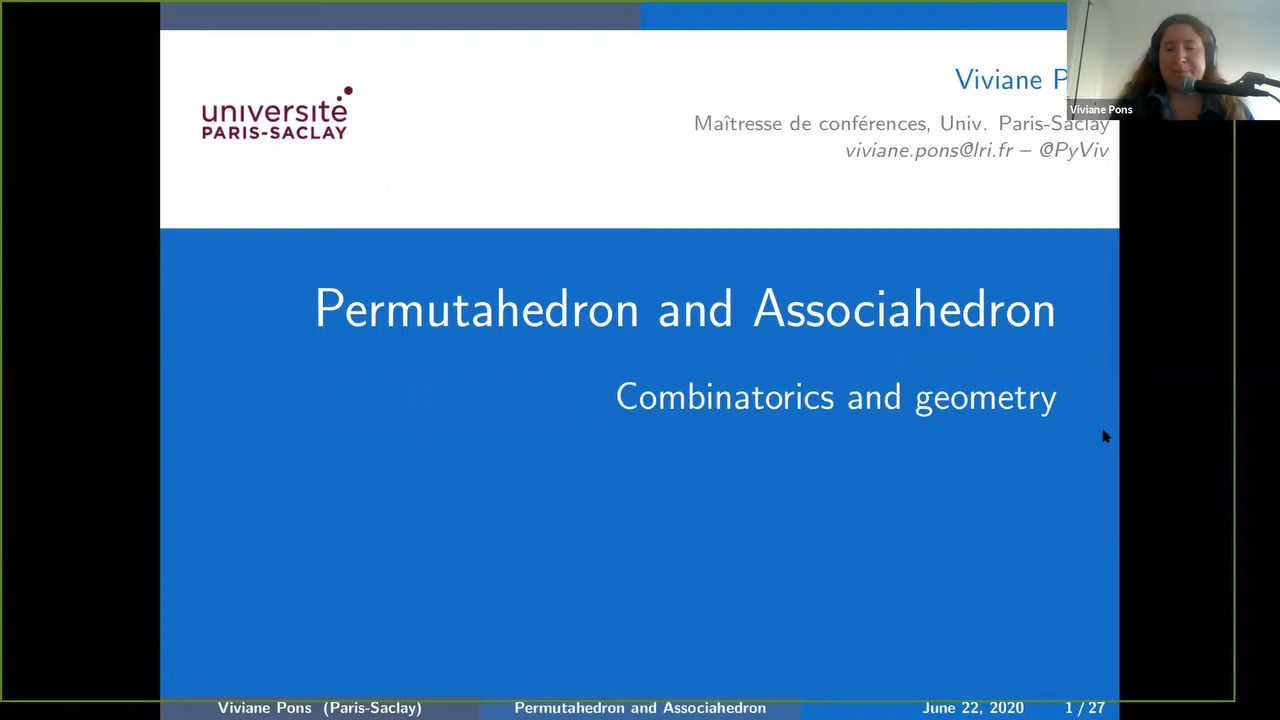 Viviane P
Viviane Pons
université
PARIS-SACLAY
Maîtresse de conférences, Univ. Paris-Saclay
viviane.pons@lri.fr – @PyViv
Permutahedron and Associahedron
Combinatorics and geometry
Viviane Pons (Paris-Saclay)
Permutahedron and Associahedron
June 22, 2020
1 / 27